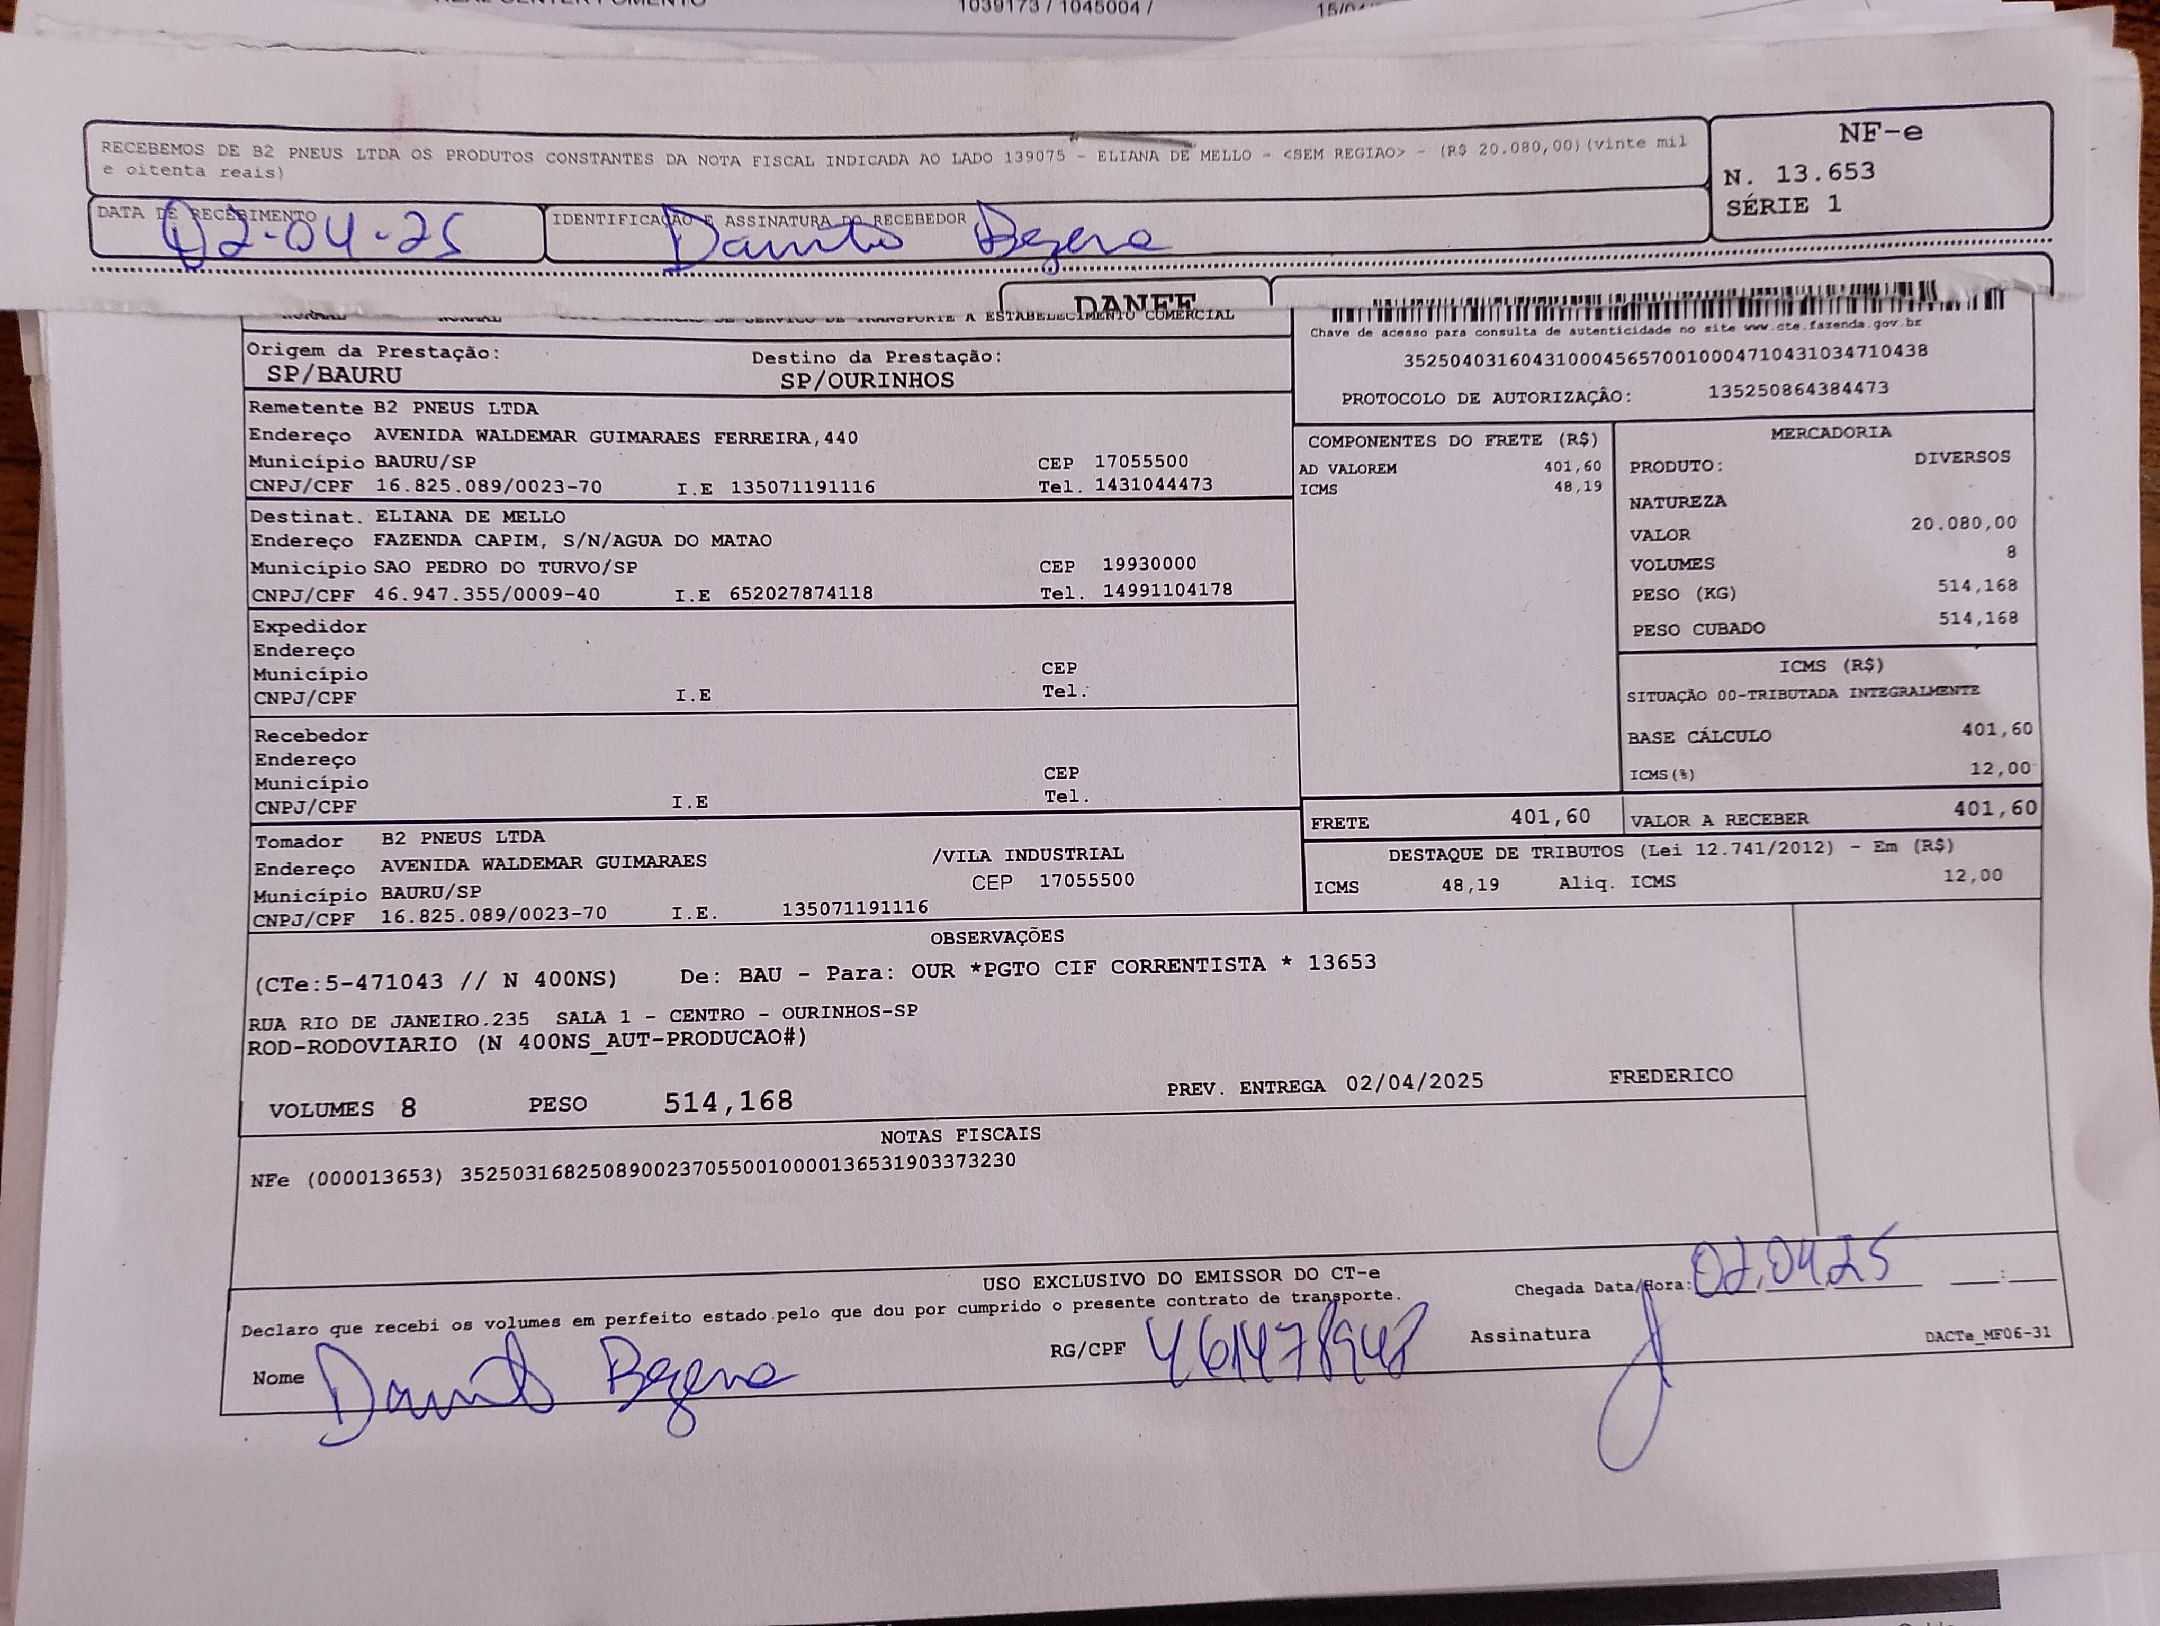 1039173 / 1045004 /
RECEBEMOS DE B2 PNEUS LTDA OS PRODUTOS CONSTANTES DA NOTA FISCAL INDICADA AO LADO 139075 - ELIANA DE MELLO - <SEM REGIAO> - (R$ 20.080,00)(vinte mil
e oitenta reais)
NF-e
N. 13.653
SÉRIE 1
DATA DE RECEBIMENTO
02-04-25
IDENTIFICAÇÃO E ASSINATURA DO RECEBEDOR
Danilo Bezerra
DANFE
DE SERVICO DE TRANSPORTE A ESTABELECIMENTO COMERCIAL
Chave de acesso para consulta de autenticidade no site www.cte.fazenda.gov.br
35250403160431000456570010004710431034710438
PROTOCOLO DE AUTORIZAÇÃO: 135250864384473
Origem da Prestação: Destino da Prestação:
SP/BAURU SP/OURINHOS
Remetente B2 PNEUS LTDA
Endereço AVENIDA WALDEMAR GUIMARAES FERREIRA,440
Município BAURU/SP CEP 17055500
CNPJ/CPF 16.825.089/0023-70 I.E 135071191116 Tel. 1431044473
Destinat. ELIANA DE MELLO
Endereço FAZENDA CAPIM, S/N/AGUA DO MATAO
Município SAO PEDRO DO TURVO/SP CEP 19930000
CNPJ/CPF 46.947.355/0009-40 I.E 652027874118 Tel. 14991104178
Expedidor
Endereço
Município CEP
CNPJ/CPF I.E Tel.
Recebedor
Endereço
Município CEP
CNPJ/CPF I.E Tel.
Tomador B2 PNEUS LTDA
Endereço AVENIDA WALDEMAR GUIMARAES /VILA INDUSTRIAL
Município BAURU/SP CEP 17055500
CNPJ/CPF 16.825.089/0023-70 I.E. 135071191116
COMPONENTES DO FRETE (R$)
AD VALOREM 401,60
ICMS 48,19
MERCADORIA
PRODUTO: DIVERSOS
NATUREZA
VALOR 20.080,00
VOLUMES 8
PESO (KG) 514,168
PESO CUBADO 514,168
ICMS (R$)
SITUAÇÃO 00-TRIBUTADA INTEGRALMENTE
BASE CÁLCULO 401,60
ICMS(%) 12,00
FRETE 401,60 VALOR A RECEBER 401,60
DESTAQUE DE TRIBUTOS (Lei 12.741/2012) - Em (R$)
ICMS 48,19 Aliq. ICMS 12,00
OBSERVAÇÕES
(CTe:5-471043 // N 400NS) De: BAU - Para: OUR *PGTO CIF CORRENTISTA * 13653
RUA RIO DE JANEIRO.235 SALA 1 - CENTRO - OURINHOS-SP
ROD-RODOVIARIO (N 400NS_AUT-PRODUCAO#)
VOLUMES 8 PESO 514,168 PREV. ENTREGA 02/04/2025 FREDERICO
NOTAS FISCAIS
NFe (000013653) 35250316825089002370550010000136531903373230
USO EXCLUSIVO DO EMISSOR DO CT-e
Declaro que recebi os volumes em perfeito estado pelo que dou por cumprido o presente contrato de transporte.
Chegada Data/Hora: 02.04.25 __:__
Nome Danilo Bezerra RG/CPF Assinatura
DACTe_MF06-31